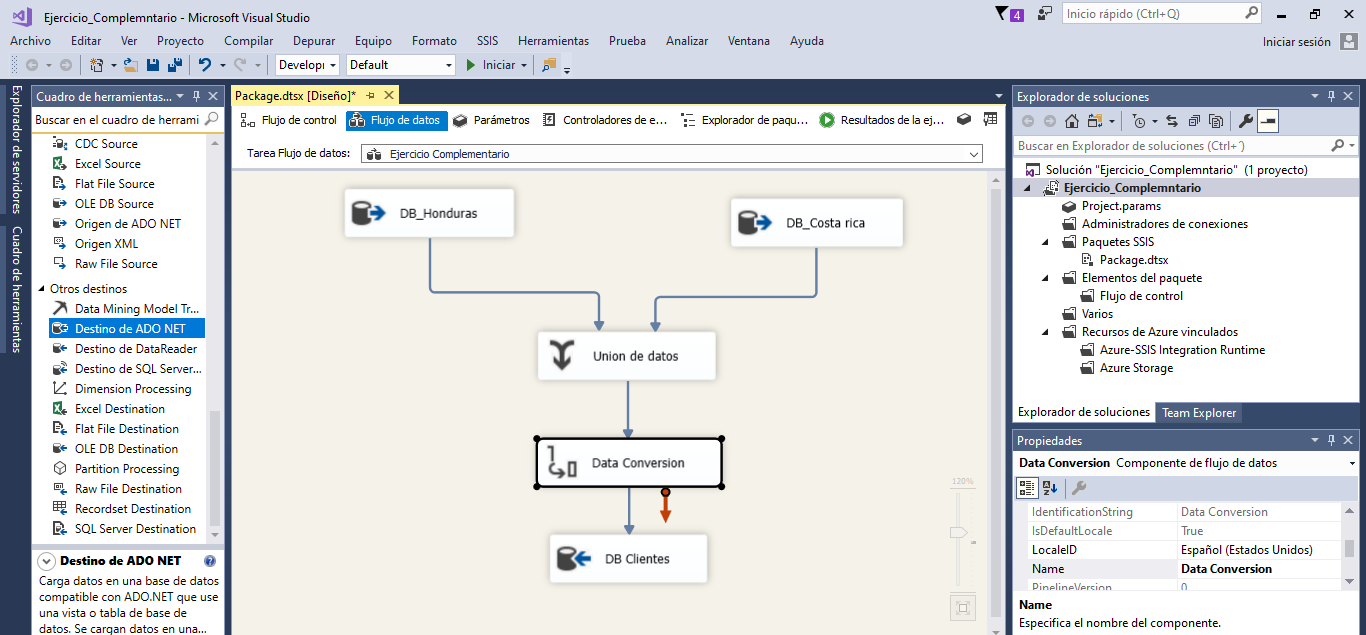 Ejercicio_Complemntario - Microsoft Visual Studio
4
Inicio rápido (Ctrl+Q)
Archivo Editar Ver Proyecto Compilar Depurar Equipo Formato SSIS Herramientas Prueba Analizar Ventana Ayuda
Iniciar sesión
Developi Default Iniciar
Explorador de servidores
Cuadro de herramientas
Cuadro de herramientas...
Buscar en el cuadro de herrami
CDC Source
Excel Source
Flat File Source
OLE DB Source
Origen de ADO NET
Origen XML
Raw File Source
Otros destinos
Data Mining Model Tr...
Destino de ADO NET
Destino de DataReader
Destino de SQL Server...
Dimension Processing
Excel Destination
Flat File Destination
OLE DB Destination
Partition Processing
Raw File Destination
Recordset Destination
SQL Server Destination
Destino de ADO NET
Carga datos en una base de datos
compatible con ADO.NET que use
una vista o tabla de base de
datos. Se cargan datos en una...
Package.dtsx [Diseño]*
Flujo de control Flujo de datos Parámetros Controladores de e... Explorador de paqu... Resultados de la ej...
Tarea Flujo de datos: Ejercicio Complementario
DB_Honduras
DB_Costa rica
Union de datos
Data Conversion
DB Clientes
120%
Explorador de soluciones
Buscar en Explorador de soluciones (Ctrl+´)
Solución "Ejercicio_Complemntario" (1 proyecto)
Ejercicio_Complemntario
Project.params
Administradores de conexiones
Paquetes SSIS
Package.dtsx
Elementos del paquete
Flujo de control
Varios
Recursos de Azure vinculados
Azure-SSIS Integration Runtime
Azure Storage
Explorador de soluciones Team Explorer
Propiedades
Data Conversion Componente de flujo de datos
IdentificationString Data Conversion
IsDefaultLocale True
LocaleID Español (Estados Unidos)
Name Data Conversion
PipelineVersion 0
Name
Especifica el nombre del componente.